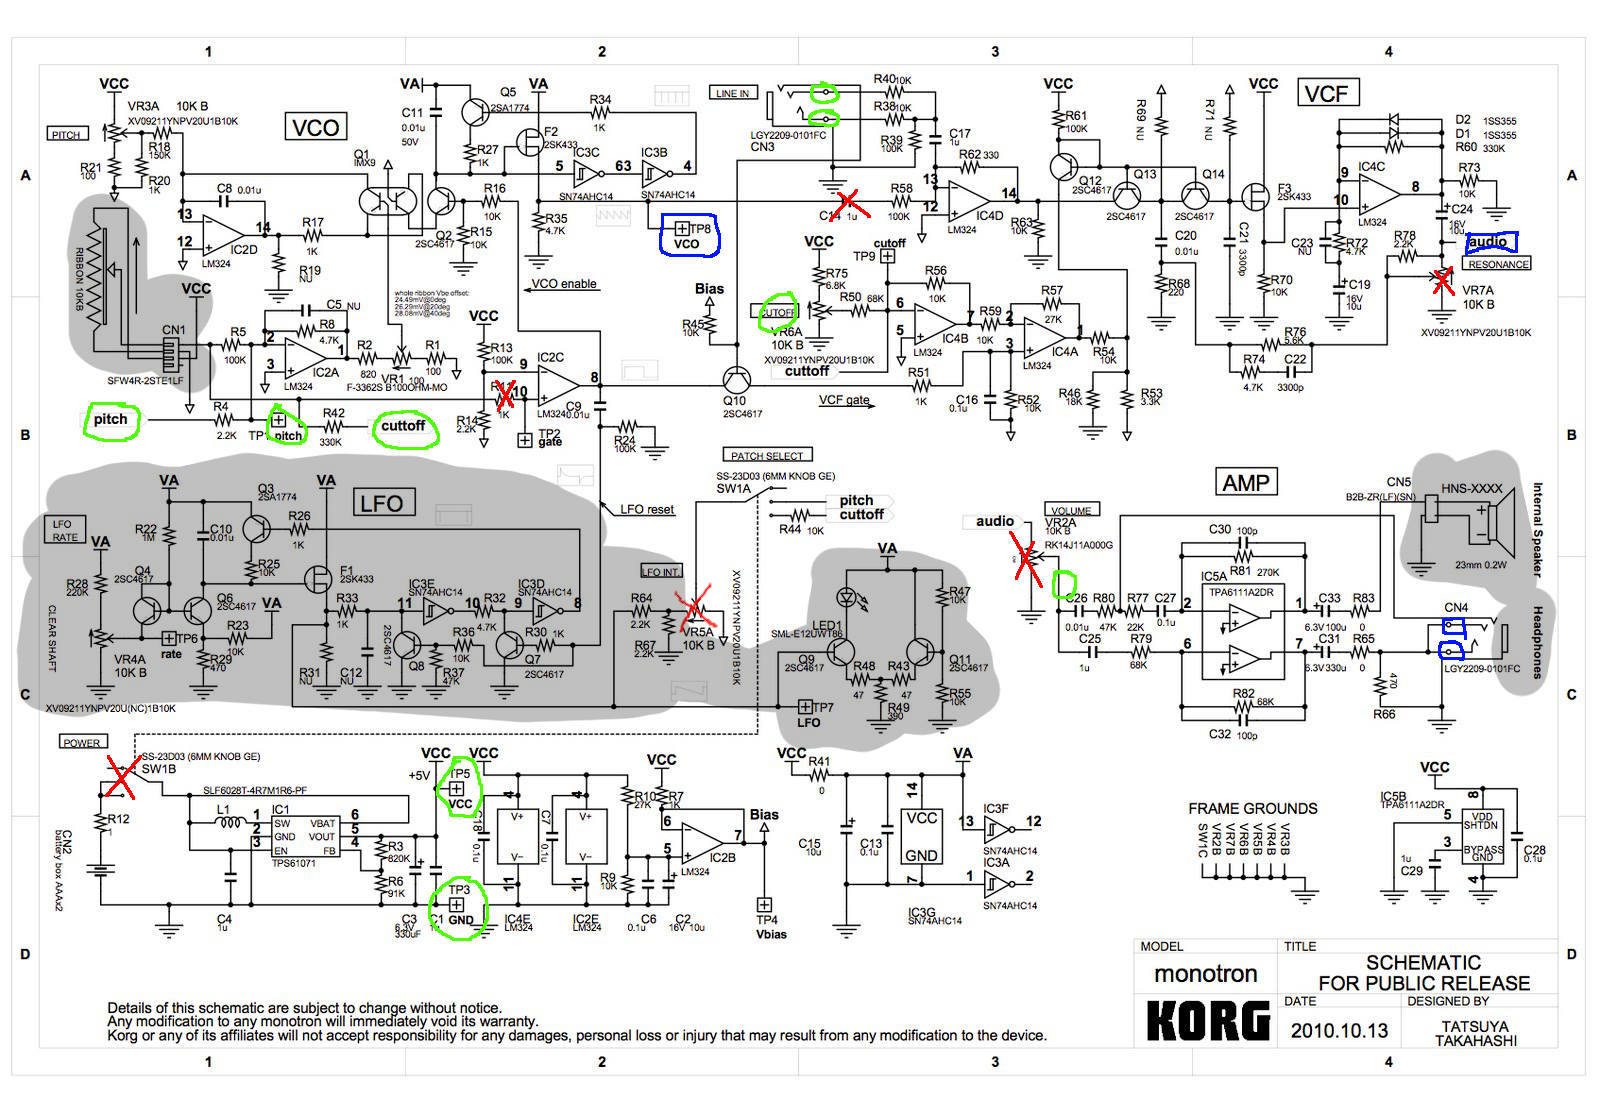 1 2 3 4
VCC
VR3A 10K B
XV09211YNPV20U1B10K
PITCH
R18
150K
R21
100
R20
1K
VCO
VA
C11
0.01u
50V
Q5
2SA1774
VA
R34
1K
F2
2SK433
R27
1K
IC3C
5 6
SN74AHC14
IC3B
3 4
SN74AHC14
LINE IN
R40 10K
R38 10K
LGY2209-0101FC
CN3
R39
100K
C17
1u
R62 330
VCC
R61
100K
R69 NU
R71 NU
VCC
VCF
D2 1SS355
D1 1SS355
R60 330K
A
Q1
IMX9
C8 0.01u
13
12
14
IC2D
LM324
R17
1K
R19
NU
Q2
2SC4617
R16
10K
R15
10K
R35
4.7K
TP8
VCO
C14 1u
R58
100K
13
12
14
IC4D
R63
10K
Q12
2SC4617
Q13
2SC4617
Q14
2SC4617
F3
2SK433
9
10
8
IC4C
LM324
R73
10K
C24
16V
10u
A
RIBBON 10KB
whole ribbon Vbe offset:
24.49mV@0deg
26.29mV@20deg
28.08mV@40deg
VCO enable
cutoff
TP9
VCC
R75
6.8K
R50 68K
R56
10K
C20
0.01u
R68
220
C21 3300p
R70
10K
C23
NU
R72
4.7K
R78
2.2K
C19
16V
10u
audio
RESONANCE
VR7A
10K B
XV09211YNPV20U1B10K
VCC
CN1
SFW4R-2STE1LF
R5
100K
C5 NU
R8
4.7K
2
3
1
IC2A
LM324
R2
820
VR1 100
R1
100
F-3362S B100OHM-MO
VCC
R13
100K
IC2C
9
10
8
LM324
R11
1K
R14
2.2K
C9
0.01u
Bias
R45
10K
CUTOFF
VR6A
10K B
XV09211YNPV20U1B10K
cuttoff
6
5
7
IC4B
LM324
R59
10K
R57
27K
2
3
1
IC4A
LM324
R54
10K
R76
5.6K
R74
4.7K
C22
3300p
B
pitch
R4
2.2K
TP1
pitch
R42
330K
cuttoff
TP2
gate
R24
100K
Q10
2SC4617
VCF gate
R51
1K
C16
0.1u
R52
10K
R46
18K
R53
3.3K
B
PATCH SELECT
SS-23D03 (6MM KNOB GE)
SW1A
pitch
cuttoff
R44 10K
LFO reset
AMP
CN5
B2B-ZR(LF)(SN)
HNS-XXXX
23mm 0.2W
Internal Speaker
LFO
LFO
RATE
VA
Q3
2SA1774
VA
R22
1M
C10
0.01u
R26
1K
VA
R28
220K
Q4
2SC4617
R25
10K
F1
2SK433
Q6
2SC4617
VA
R23
10K
R33
1K
IC3E
11 10
SN74AHC14
R32
4.7K
IC3D
9 8
SN74AHC14
CLEAR SHAFT
TP6
rate
VR4A
10K B
R29
470
R31
NU
C12
NU
2SC4617
Q8
R36
10K
R37
47K
R30 1K
Q7
2SC4617
LFO INT.
R64
2.2K
R67
2.2K
VR5A
10K B
XV09211YNPV20U1B10K
VA
LED1
SML-E12UWT86
Q9
2SC4617
R48
47
R43
47
R49
390
R47
10K
Q11
2SC4617
R55
10K
TP7
LFO
audio
VOLUME
VR2A
10K B
RK14J11A000G
C26
0.01u
R80
47K
R77
22K
C27
0.1u
C25
1u
R79
68K
C30 100p
R81 270K
IC5A
TPA6111A2DR
2 1
6 7
R82
68K
C32 100p
C33
6.3V 100u
R83
0
C31
6.3V 330u
R65
0
470
R66
CN4
LGY2209-0101FC
Headphones
C
C
XV09211YNPV20U(NC)1B10K
POWER
SS-23D03 (6MM KNOB GE)
SW1B
SLF6028T-4R7M1R6-PF
R12
1
CN2
battery box AAAx2
L1
IC1
1 2 3
SW
GND
EN
VBAT
VOUT
FB
6 5 4
TPS61071
C4
1u
R3
820K
R6
91K
VCC
+5V
TP5
VCC
TP3
GND
C3
6.3V
330uF
C1
1u
VCC
C18 0.1u
4
V+
V−
11
IC4E
LM324
C7 0.1u
4
V+
V−
11
IC2E
LM324
R10
27K
R9
10K
C6
0.1u
C2
16V 10u
VCC
R7
1K
6
5
7
IC2B
LM324
Bias
TP4
Vbias
VCC
R41
0
VA
C15
10u
C13
0.1u
14
VCC
GND
7
IC3G
SN74AHC14
IC3F
13 12
SN74AHC14
IC3A
1 2
SN74AHC14
FRAME GROUNDS
SW1C
VR2B
VR7B
VR6B
VR5B
VR4B
VR3B
VCC
IC5B
TPA6111A2DR
8
5
VDD
SHTDN
3
BYPASS
GND
4
1u
C29
C28
0.1u
D
D
MODEL
monotron
KORG
TITLE
SCHEMATIC
FOR PUBLIC RELEASE
DATE
2010.10.13
DESIGNED BY
TATSUYA
TAKAHASHI
Details of this schematic are subject to change without notice.
Any modification to any monotron will immediately void its warranty.
Korg or any of its affiliates will not accept responsibility for any damages, personal loss or injury that may result from any modification to the device.
1 2 3 4